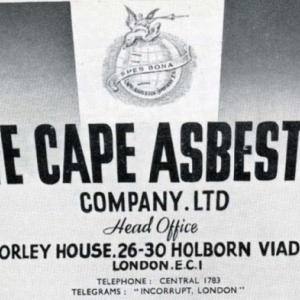 SPES BONA
E CAPE ASBEST
COMPANY.LTD
Head Office
ORLEY HOUSE.26-30 HOLBORN VIAD
LONDON.E.C.I
TELEPHONE: CENTRAL 1783
TELEGRAMS: "INCORRUPT, LONDON"